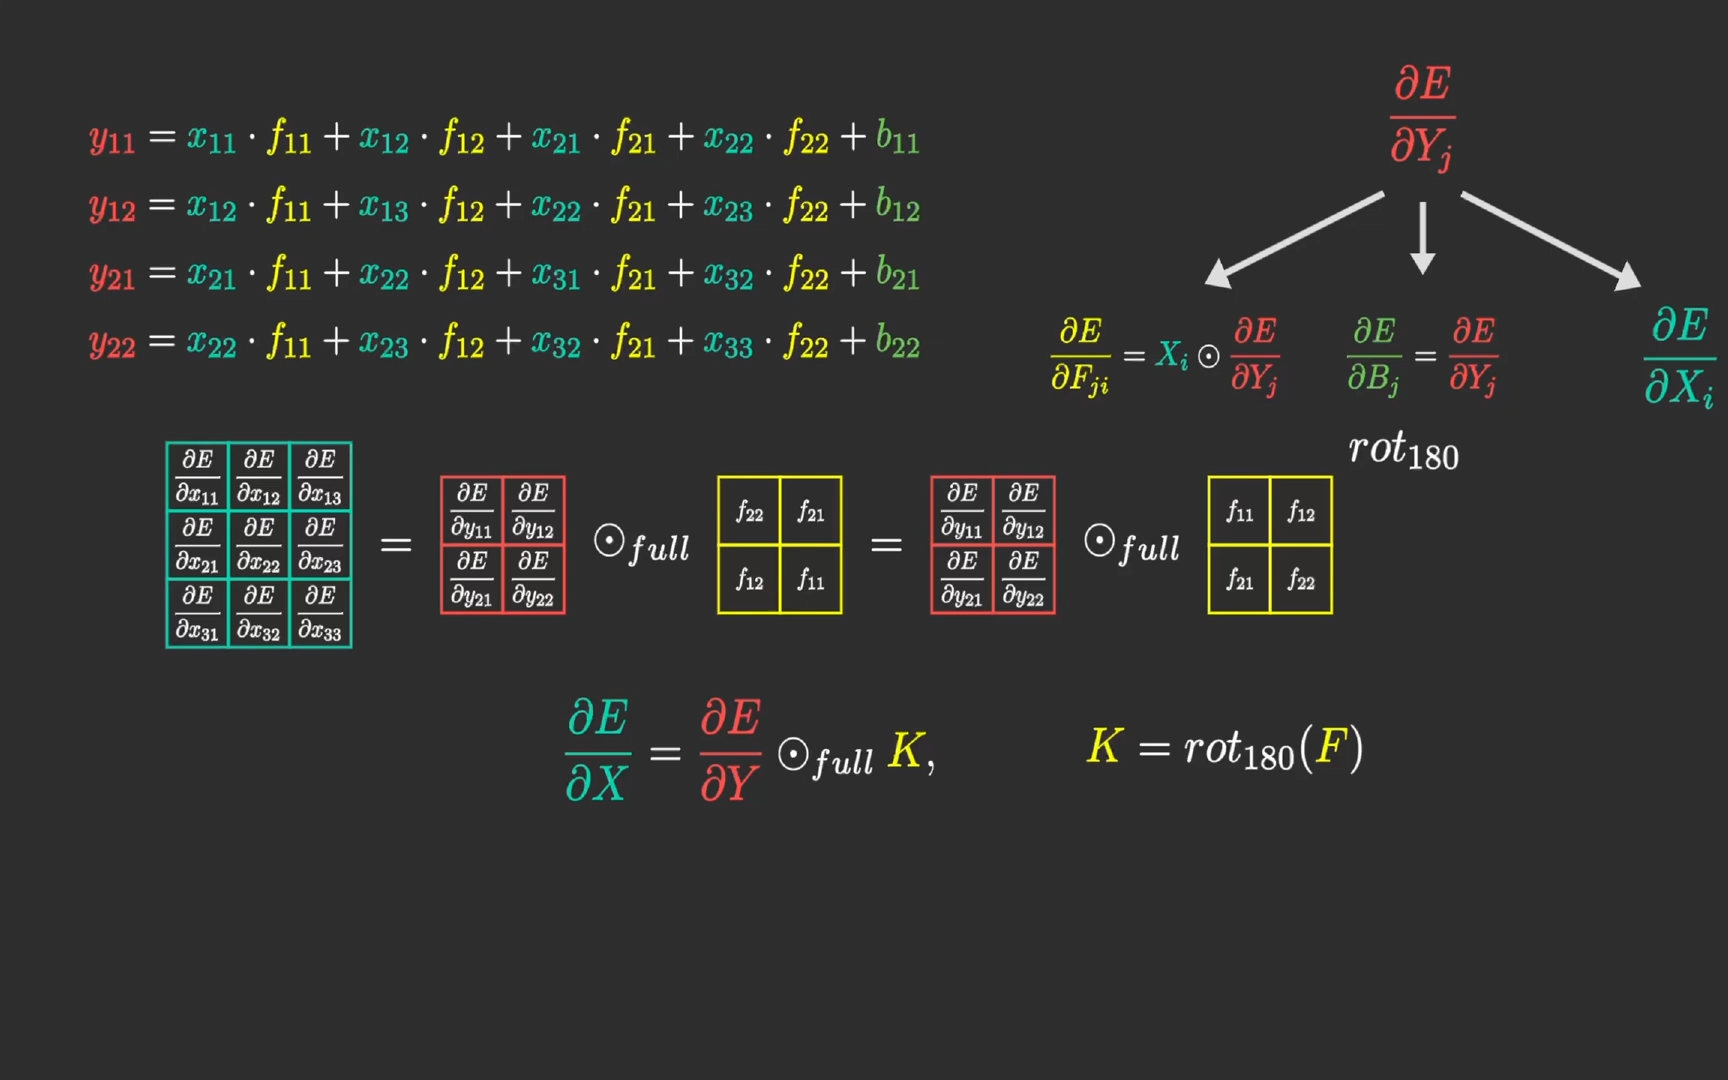 y₁₁ = x₁₁ · f₁₁ + x₁₂ · f₁₂ + x₂₁ · f₂₁ + x₂₂ · f₂₂ + b₁₁
y₁₂ = x₁₂ · f₁₁ + x₁₃ · f₁₂ + x₂₂ · f₂₁ + x₂₃ · f₂₂ + b₁₂
y₂₁ = x₂₁ · f₁₁ + x₂₂ · f₁₂ + x₃₁ · f₂₁ + x₃₂ · f₂₂ + b₂₁
y₂₂ = x₂₂ · f₁₁ + x₂₃ · f₁₂ + x₃₂ · f₂₁ + x₃₃ · f₂₂ + b₂₂
∂E/∂Yⱼ
∂E/∂Fⱼᵢ = Xᵢ ⊙ ∂E/∂Yⱼ
∂E/∂Bⱼ = ∂E/∂Yⱼ
∂E/∂Xᵢ
∂E/∂x₁₁ ∂E/∂x₁₂ ∂E/∂x₁₃
∂E/∂x₂₁ ∂E/∂x₂₂ ∂E/∂x₂₃
∂E/∂x₃₁ ∂E/∂x₃₂ ∂E/∂x₃₃
=
∂E/∂y₁₁ ∂E/∂y₁₂
∂E/∂y₂₁ ∂E/∂y₂₂
⊙full
f₂₂ f₂₁
f₁₂ f₁₁
=
∂E/∂y₁₁ ∂E/∂y₁₂
∂E/∂y₂₁ ∂E/∂y₂₂
⊙full
f₁₁ f₁₂
f₂₁ f₂₂
rot₁₈₀
∂E/∂X = ∂E/∂Y ⊙full K,
K = rot₁₈₀(F)